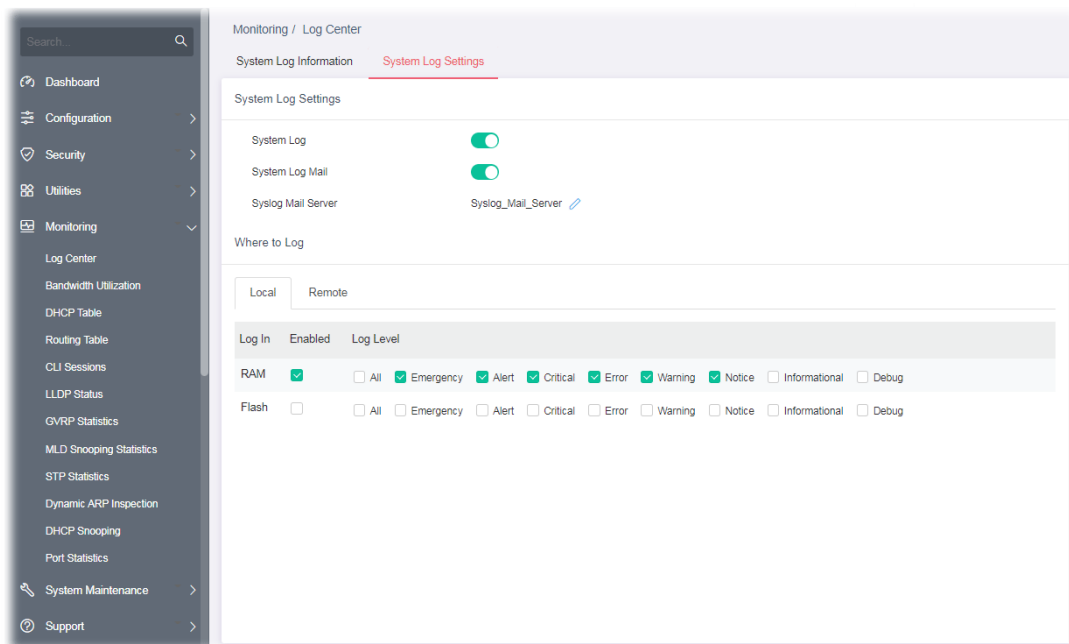 Search...
Dashboard
Configuration
Security
Utilities
Monitoring
Log Center
Bandwidth Utilization
DHCP Table
Routing Table
CLI Sessions
LLDP Status
GVRP Statistics
MLD Snooping Statistics
STP Statistics
Dynamic ARP Inspection
DHCP Snooping
Port Statistics
System Maintenance
Support
Monitoring / Log Center
System Log Information System Log Settings
System Log Settings
System Log
System Log Mail
Syslog Mail Server Syslog_Mail_Server
Where to Log
Local Remote
Log In Enabled Log Level
RAM All Emergency Alert Critical Error Warning Notice Informational Debug
Flash All Emergency Alert Critical Error Warning Notice Informational Debug